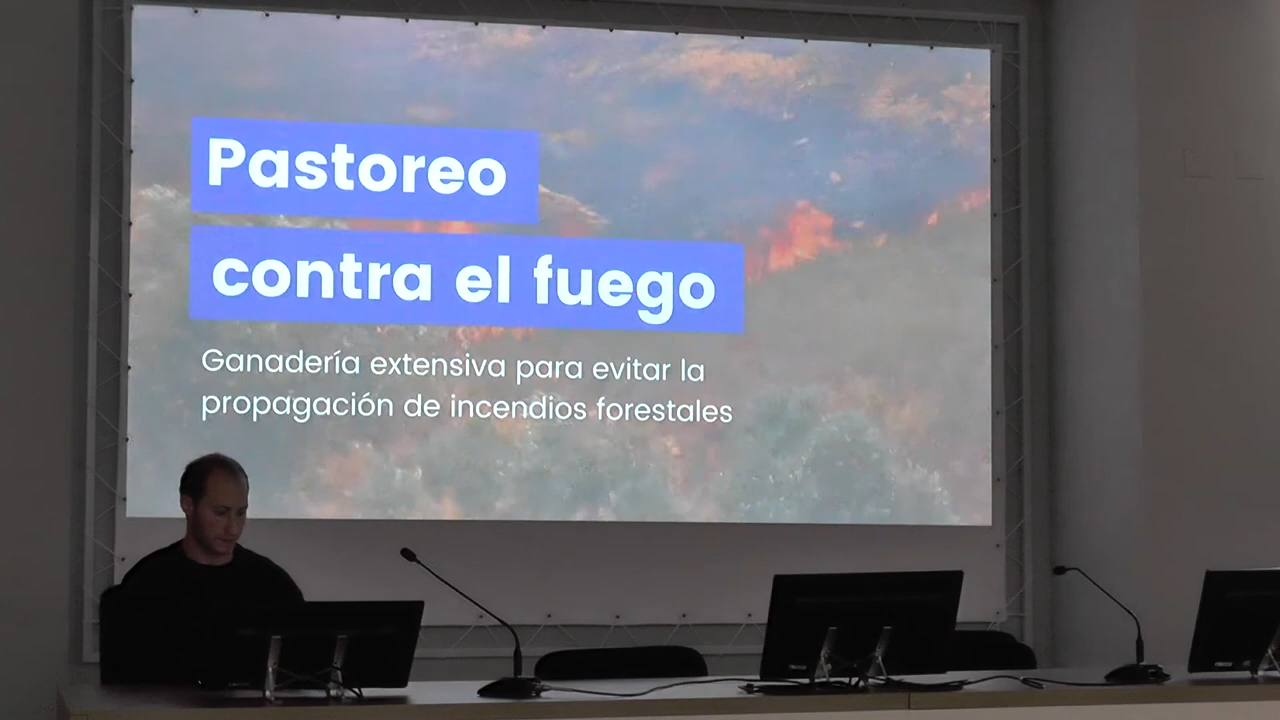 Pastoreo
contra el fuego
Ganadería extensiva para evitar la
propagación de incendios forestales